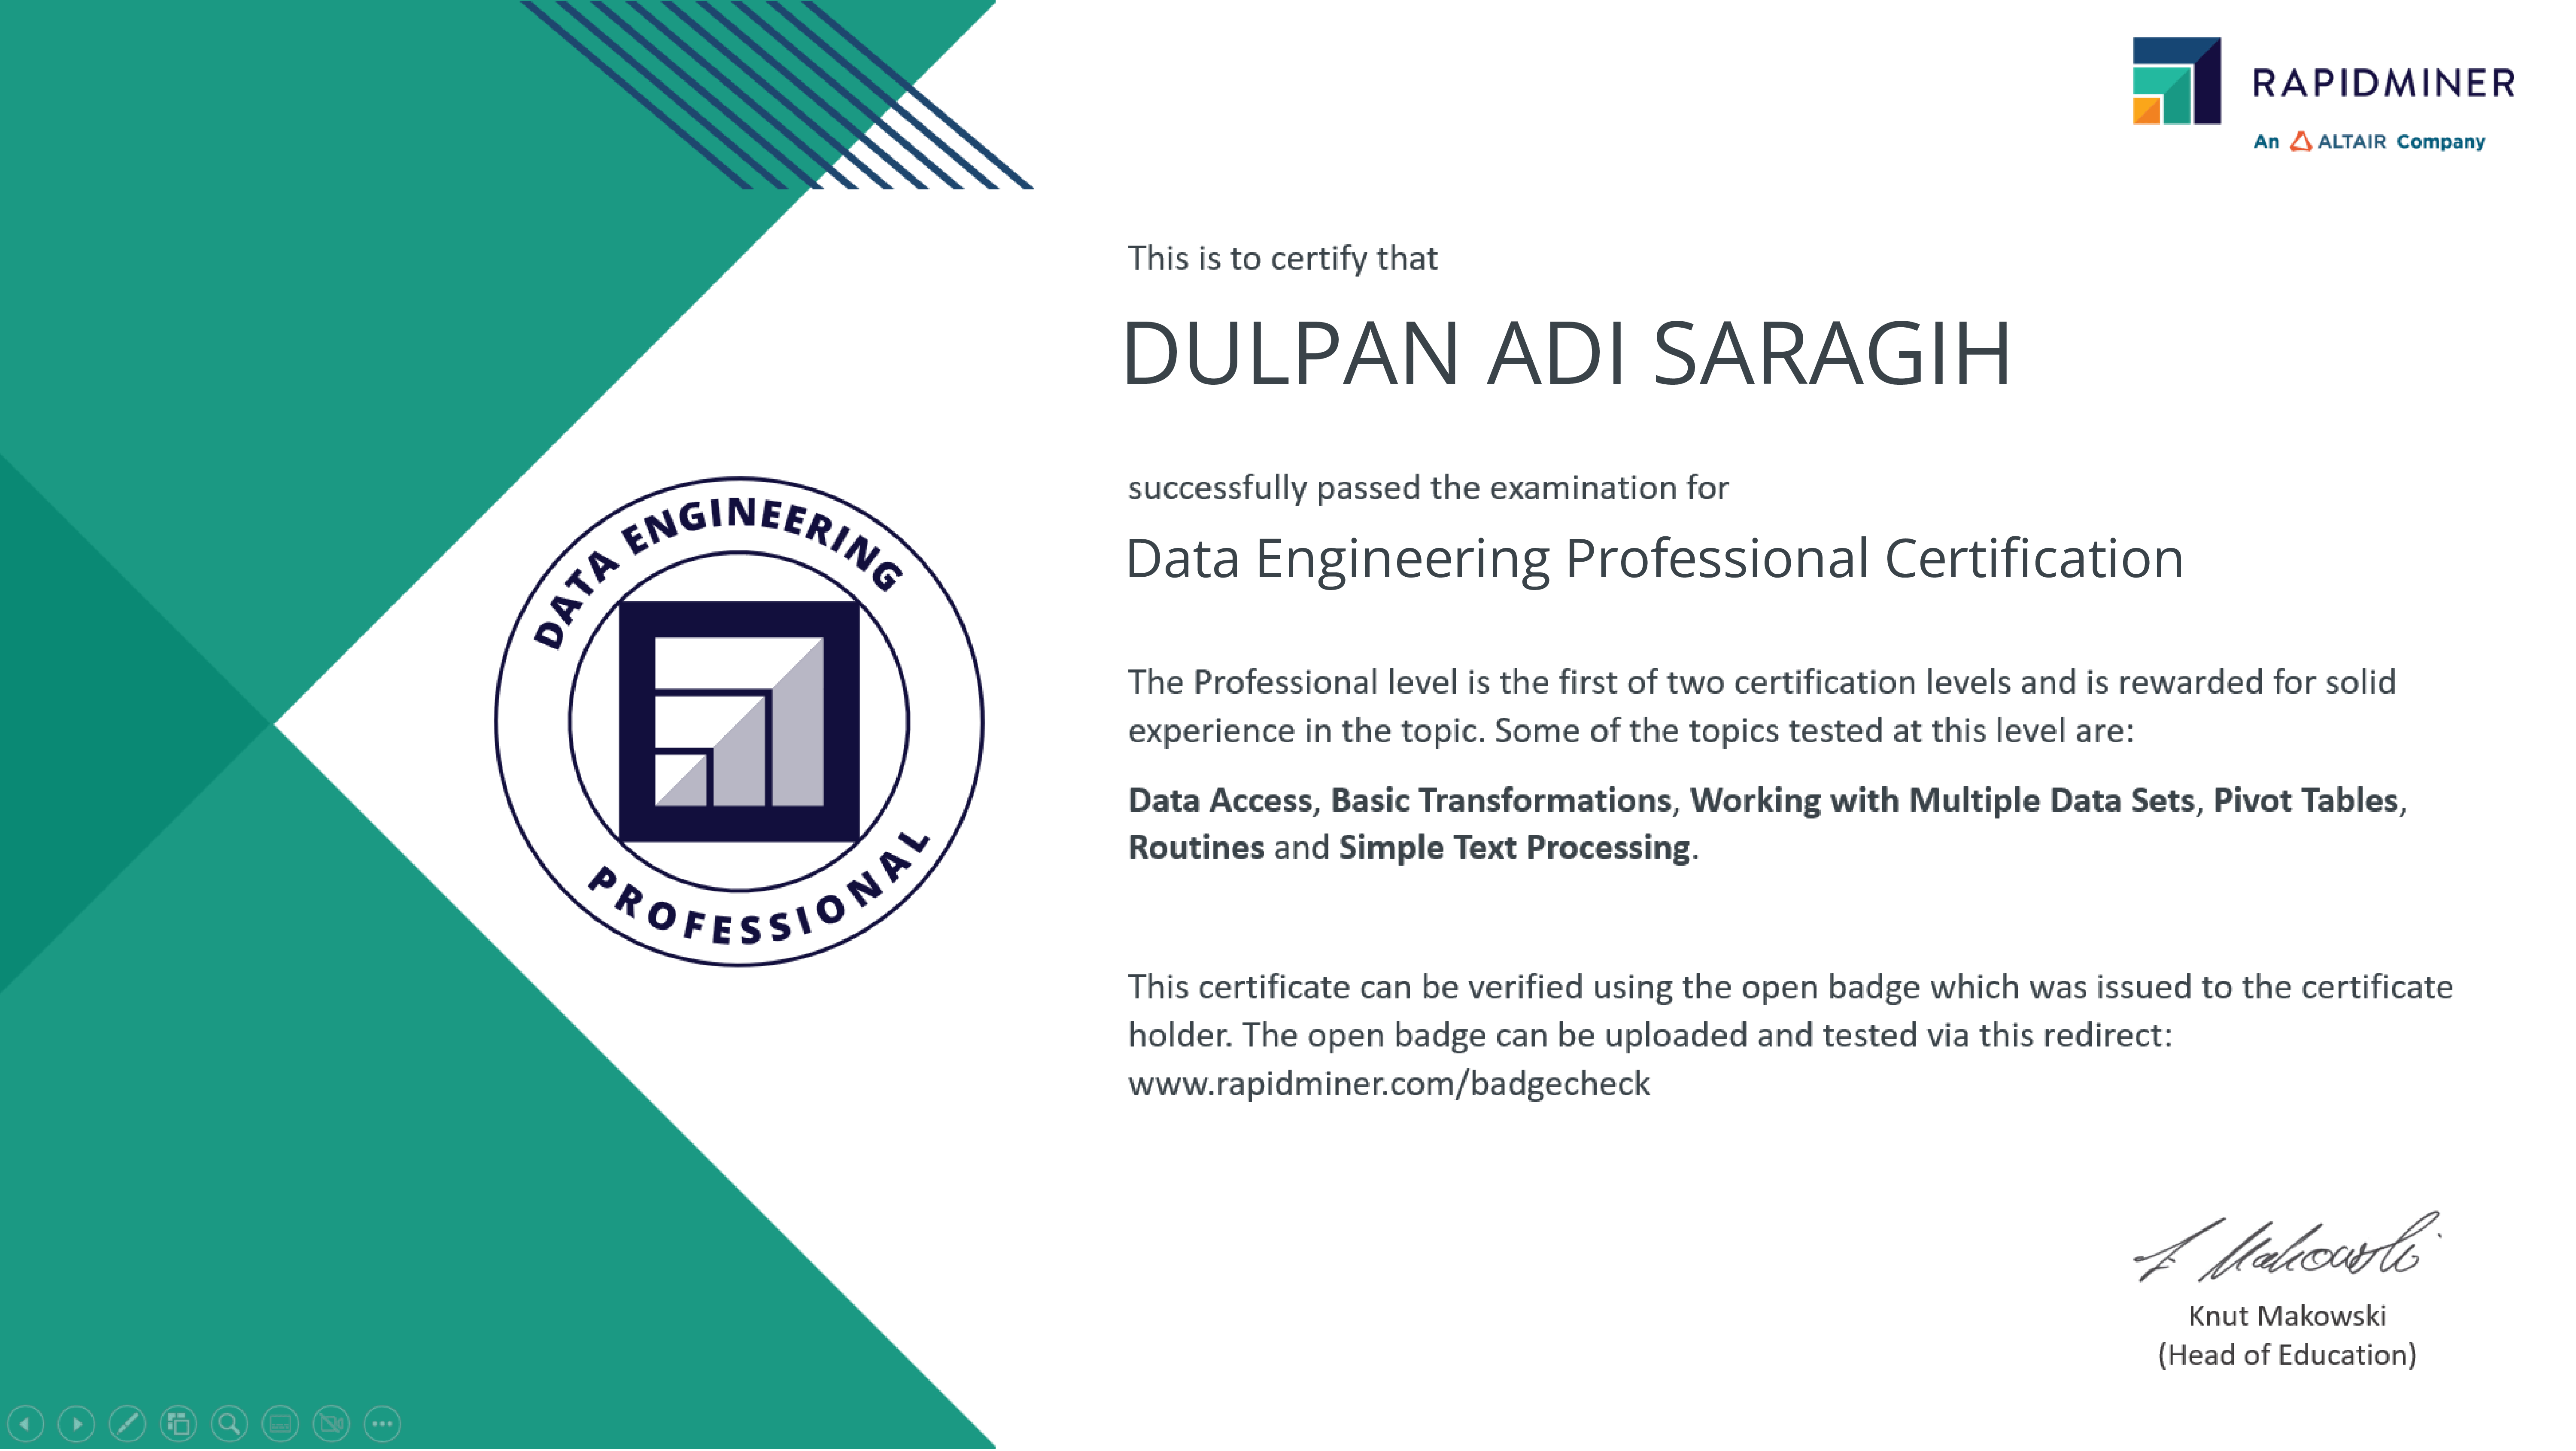 RAPIDMINER
An ALTAIR Company
This is to certify that
DULPAN ADI SARAGIH
successfully passed the examination for
Data Engineering Professional Certification
DATA ENGINEERING
PROFESSIONAL
The Professional level is the first of two certification levels and is rewarded for solid
experience in the topic. Some of the topics tested at this level are:
Data Access, Basic Transformations, Working with Multiple Data Sets, Pivot Tables,
Routines and Simple Text Processing.
This certificate can be verified using the open badge which was issued to the certificate
holder. The open badge can be uploaded and tested via this redirect:
www.rapidminer.com/badgecheck
Knut Makowski
(Head of Education)